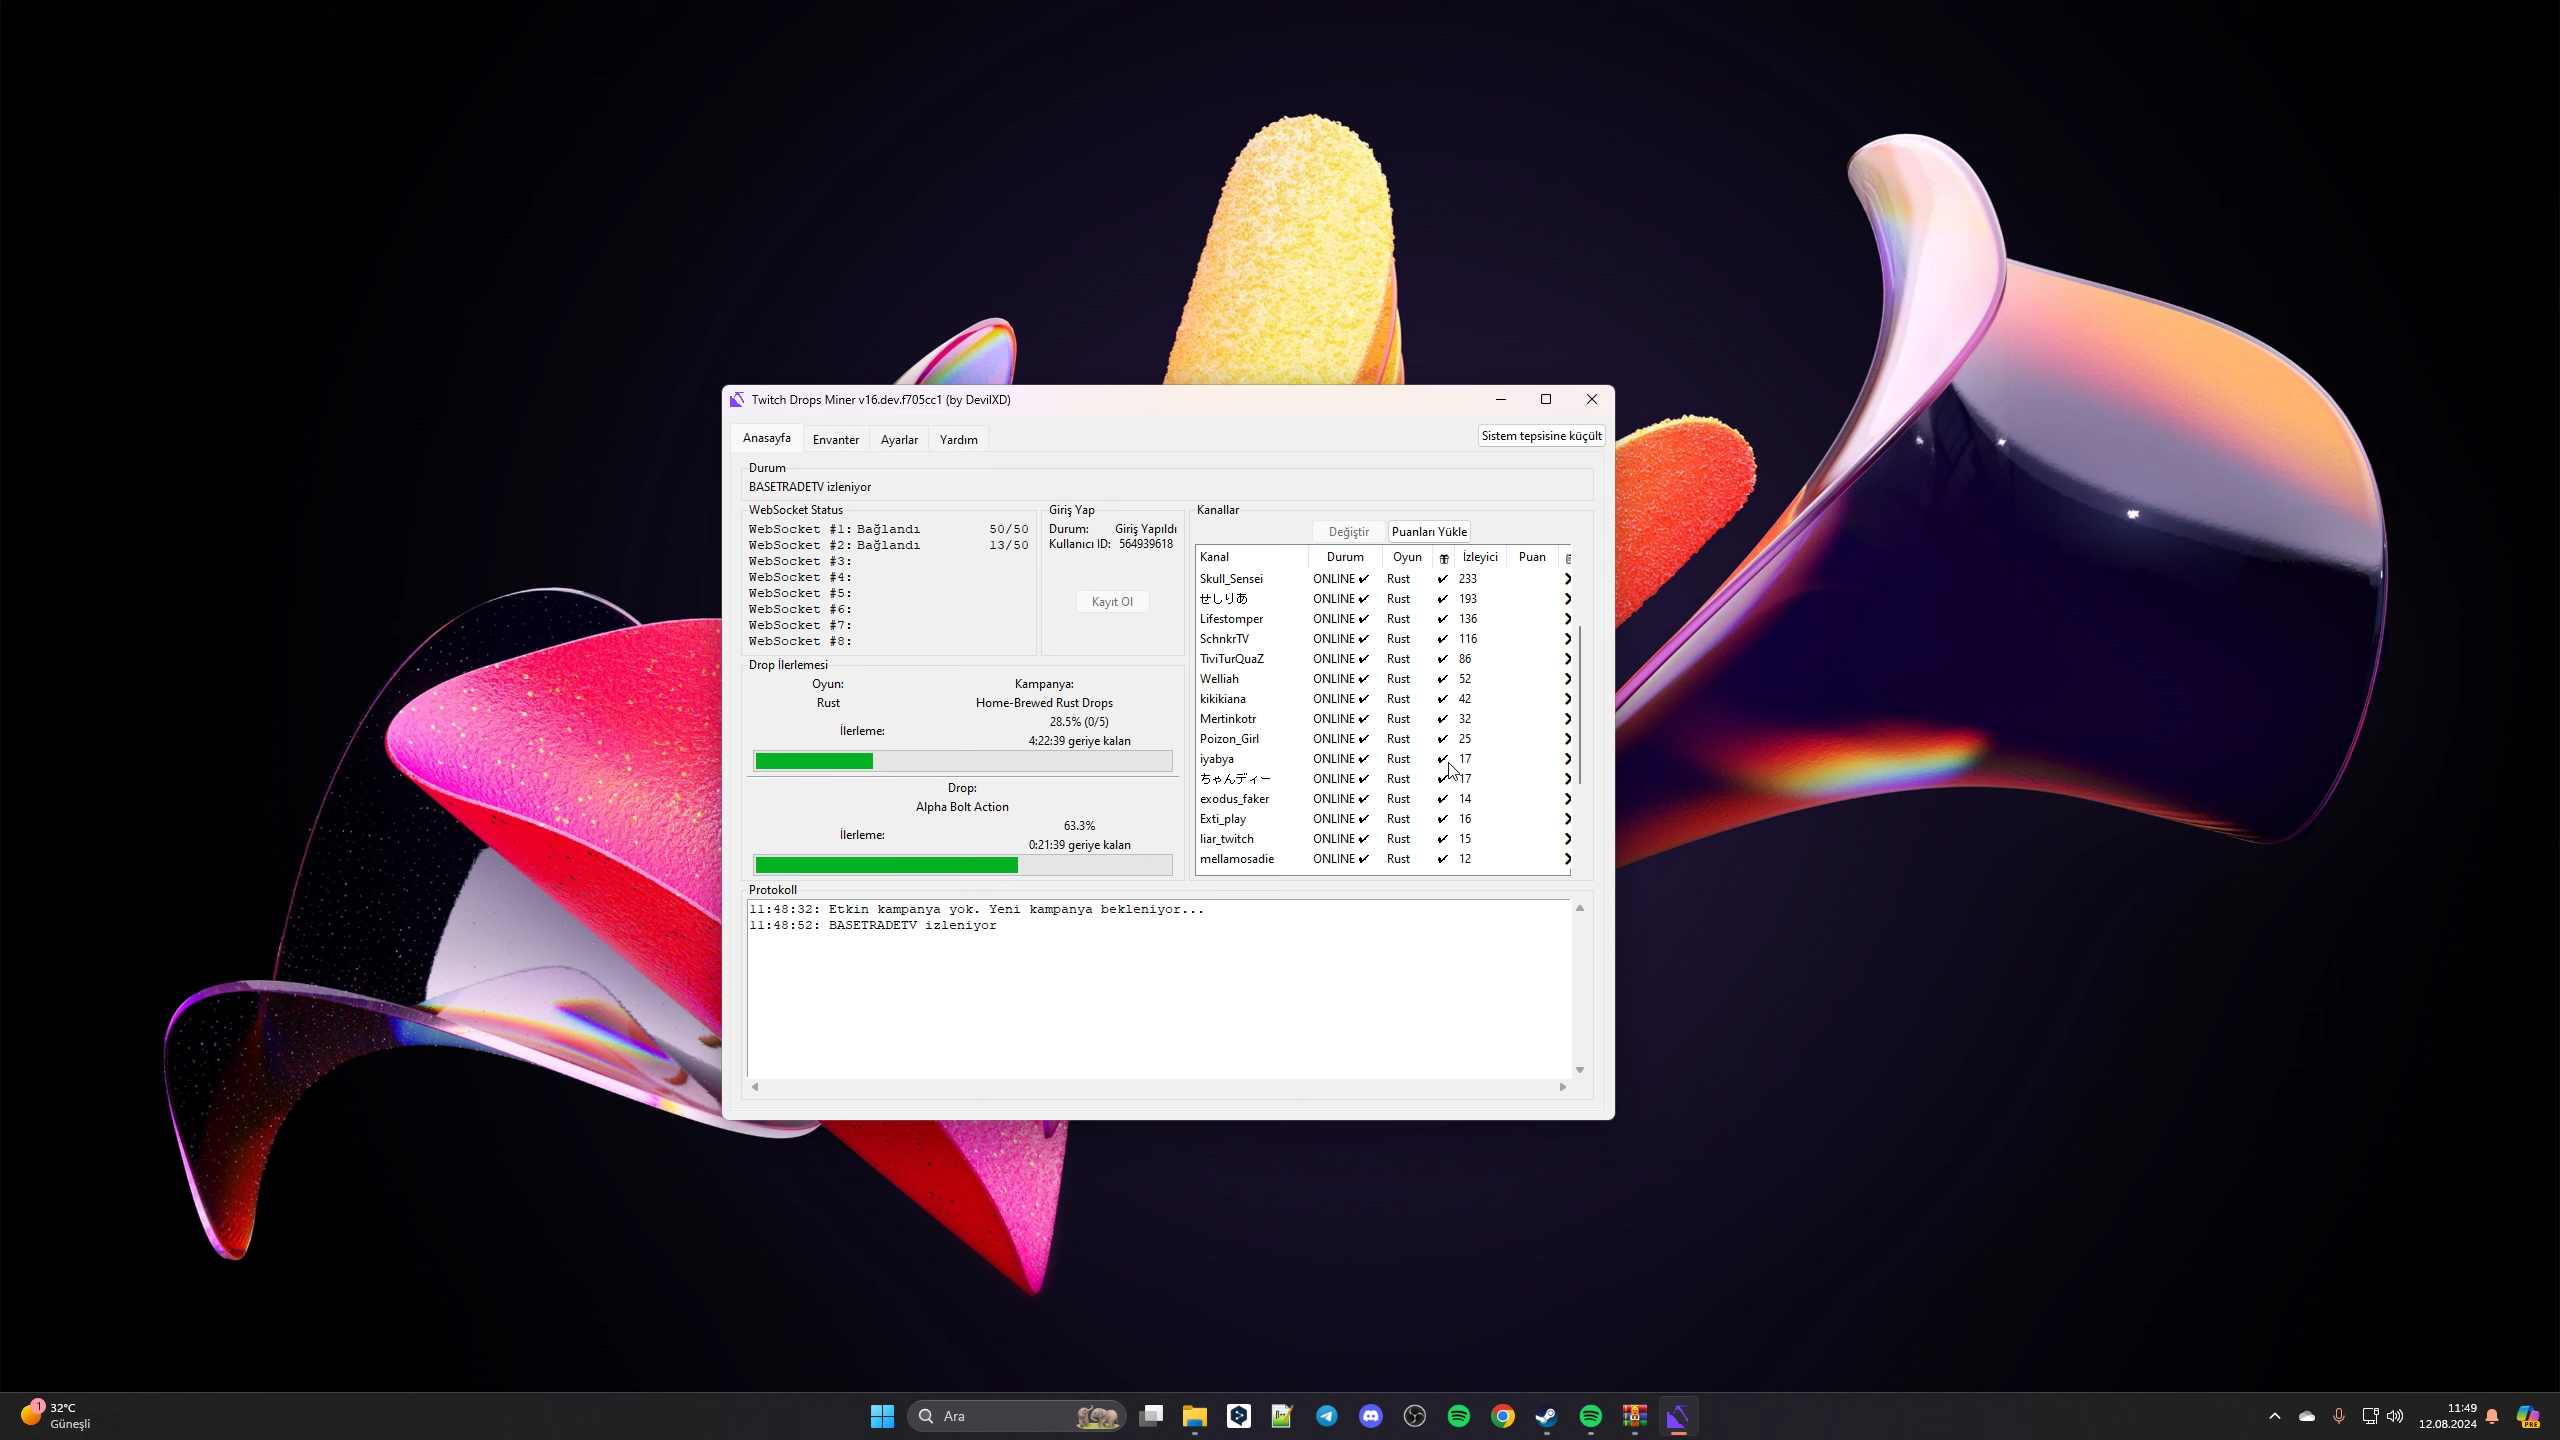 Twitch Drops Miner v16.dev.f705cc1 (by DevilXD)
Anasayfa Envanter Ayarlar Yardım Sistem tepsisine küçült
Durum
BASETRADETV izleniyor
WebSocket Status
WebSocket #1: Bağlandı 50/50
WebSocket #2: Bağlandı 13/50
WebSocket #3:
WebSocket #4:
WebSocket #5:
WebSocket #6:
WebSocket #7:
WebSocket #8:
Giriş Yap
Durum: Giriş Yapıldı
Kullanıcı ID: 564939618
Kayıt Ol
Drop İlerlemesi
Oyun: Kampanya:
Rust Home-Brewed Rust Drops
İlerleme: 28.5% (0/5)
4:22:39 geriye kalan
Drop:
Alpha Bolt Action
İlerleme: 63.3%
0:21:39 geriye kalan
Kanallar
Değiştir Puanları Yükle
Kanal Durum Oyun İzleyici Puan
Skull_Sensei ONLINE ✔ Rust ✔ 233
せしりあ ONLINE ✔ Rust ✔ 193
Lifestomper ONLINE ✔ Rust ✔ 136
SchnkrTV ONLINE ✔ Rust ✔ 116
TiviTurQuaZ ONLINE ✔ Rust ✔ 86
Welliah ONLINE ✔ Rust ✔ 52
kikikiana ONLINE ✔ Rust ✔ 42
Mertinkotr ONLINE ✔ Rust ✔ 32
Poizon_Girl ONLINE ✔ Rust ✔ 25
iyabya ONLINE ✔ Rust ✔ 17
ちゃんディー ONLINE ✔ Rust ✔ 17
exodus_faker ONLINE ✔ Rust ✔ 14
Exti_play ONLINE ✔ Rust ✔ 16
liar_twitch ONLINE ✔ Rust ✔ 15
mellamosadie ONLINE ✔ Rust ✔ 12
Protokoll
11:48:32: Etkin kampanya yok. Yeni kampanya bekleniyor...
11:48:52: BASETRADETV izleniyor
1
32°C
Güneşli
Ara
11:49
12.08.2024
PRE